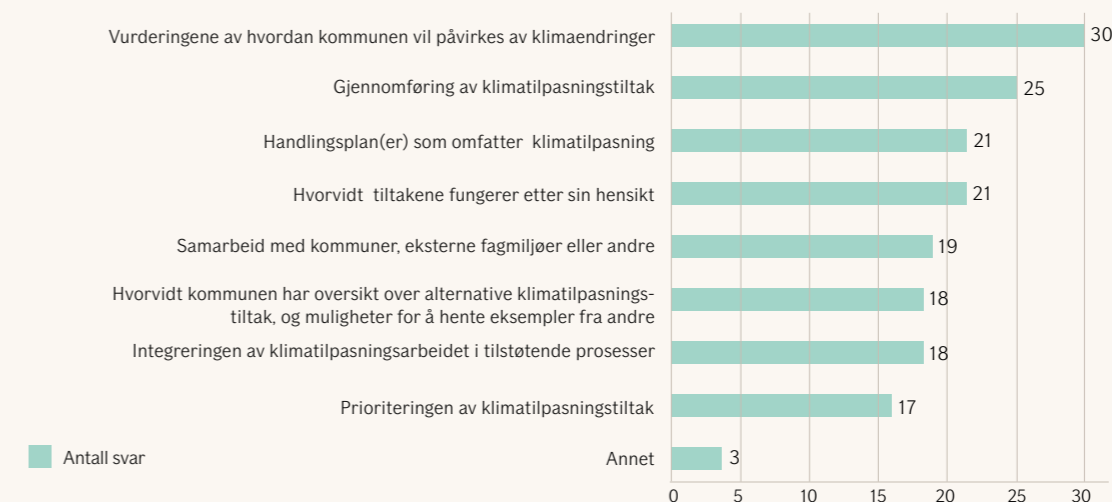 Vurderingene av hvordan kommunen vil påvirkes av klimaendringer 30
Gjennomføring av klimatilpasningstiltak 25
Handlingsplan(er) som omfatter klimatilpasning 21
Hvorvidt tiltakene fungerer etter sin hensikt 21
Samarbeid med kommuner, eksterne fagmiljøer eller andre 19
Hvorvidt kommunen har oversikt over alternative klimatilpasnings-
tiltak, og muligheter for å hente eksempler fra andre 18
Integreringen av klimatilpasningsarbeidet i tilstøtende prosesser 18
Prioriteringen av klimatilpasningstiltak 17
Antall svar
Annet 3
0 5 10 15 20 25 30